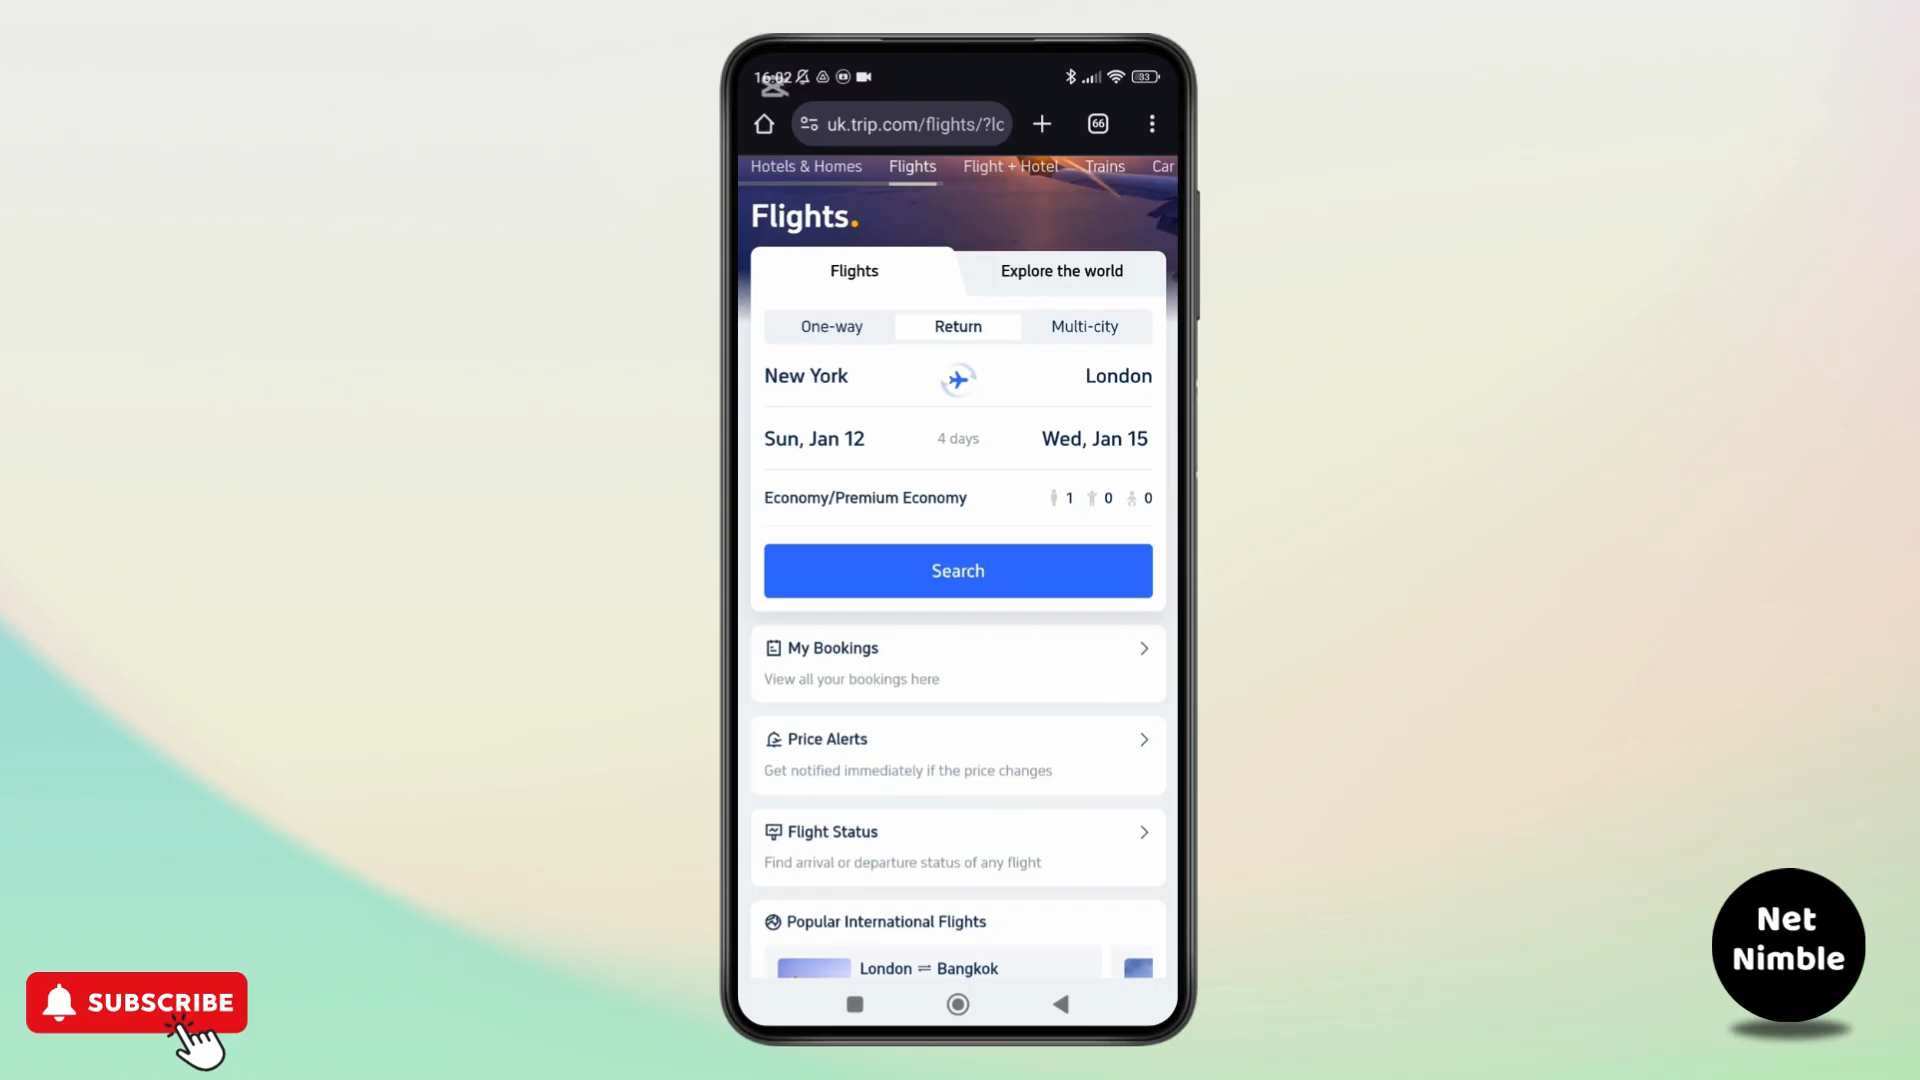 16:02
33
uk.trip.com/flights/?lc
66
Hotels & Homes Flights Flight + Hotel Trains Car
Flights.
Flights Explore the world
One-way Return Multi-city
New York London
Sun, Jan 12 4 days Wed, Jan 15
Economy/Premium Economy 1 0 0
Search
My Bookings
View all your bookings here
Price Alerts
Get notified immediately if the price changes
Flight Status
Find arrival or departure status of any flight
Popular International Flights
London ⇌ Bangkok
SUBSCRIBE
Net
Nimble